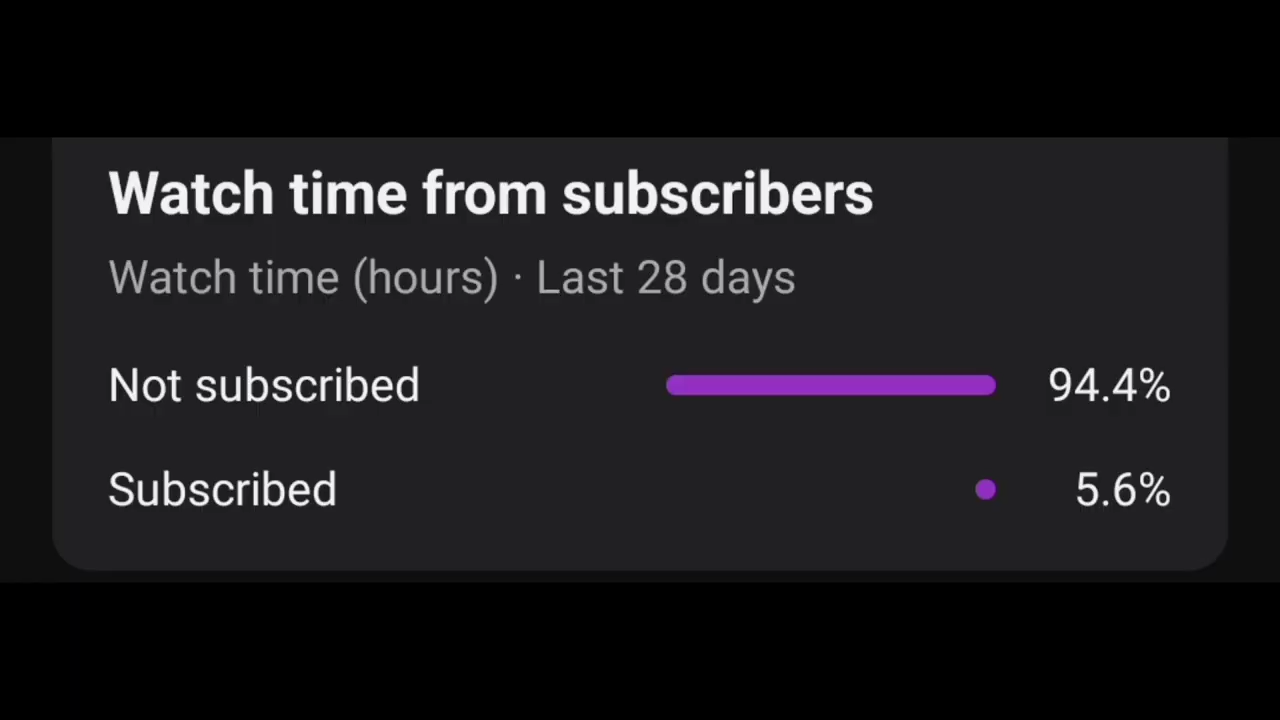 Watch time from subscribers
Watch time (hours) · Last 28 days
Not subscribed 94.4%
Subscribed 5.6%